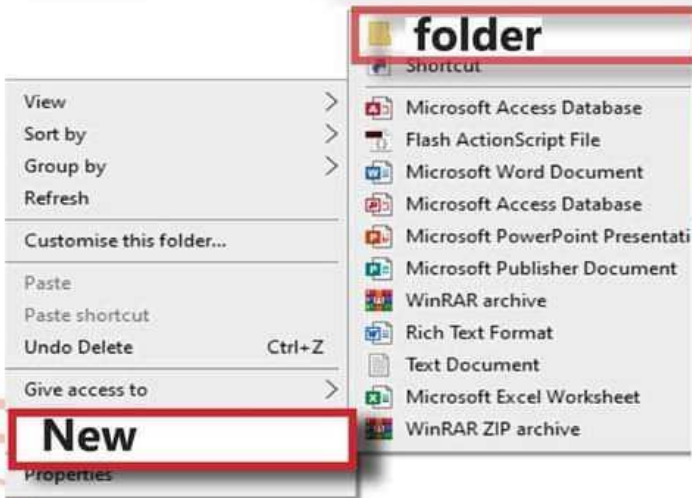 View
Sort by
Group by
Refresh
Customise this folder...
Paste
Paste shortcut
Undo Delete Ctrl+Z
Give access to
New
Properties
folder
Shortcut
Microsoft Access Database
Flash ActionScript File
Microsoft Word Document
Microsoft Access Database
Microsoft PowerPoint Presentati
Microsoft Publisher Document
WinRAR archive
Rich Text Format
Text Document
Microsoft Excel Worksheet
WinRAR ZIP archive